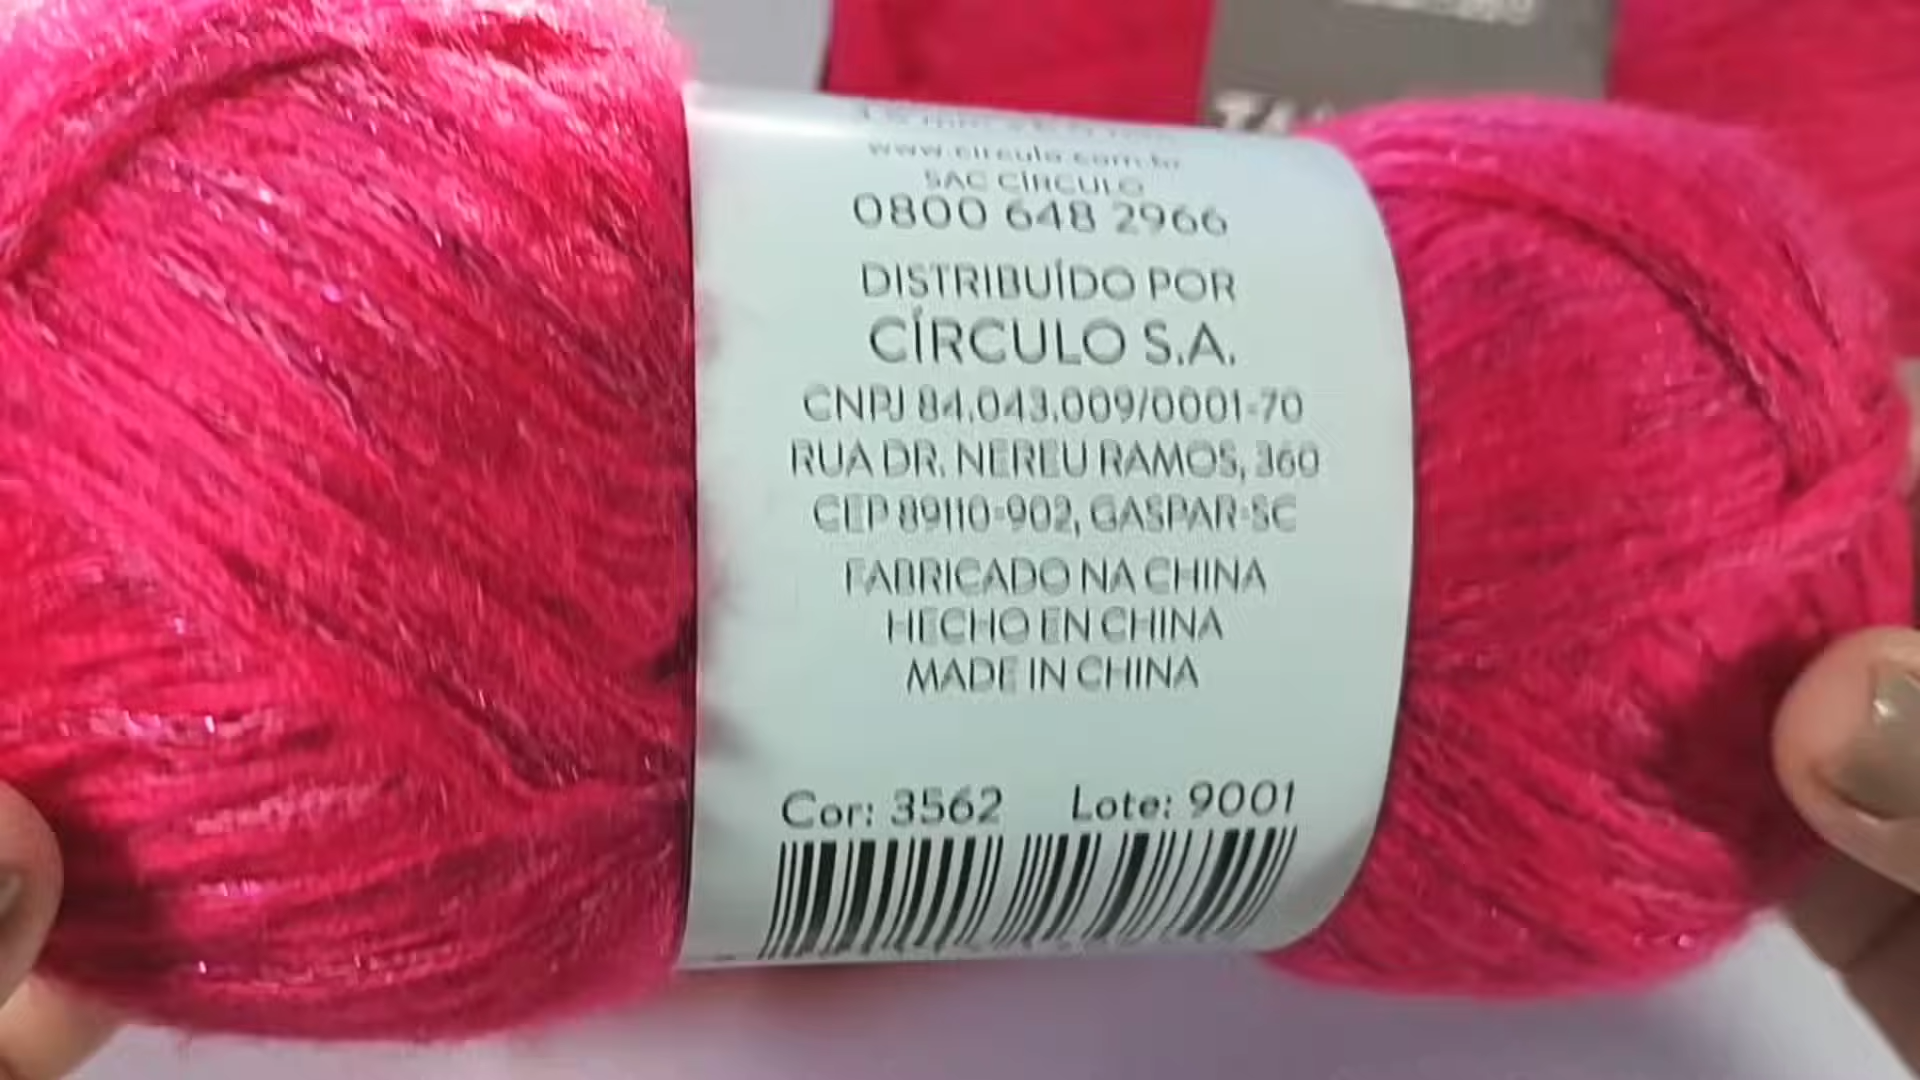 www.circulo.com.br
SAC CÍRCULO
0800 648 2966
DISTRIBUÍDO POR
CÍRCULO S.A.
CNPJ 84.043.009/0001-70
RUA DR. NEREU RAMOS, 360
CEP 89110-902, GASPAR-SC
FABRICADO NA CHINA
HECHO EN CHINA
MADE IN CHINA
Cor: 3562 Lote: 9001